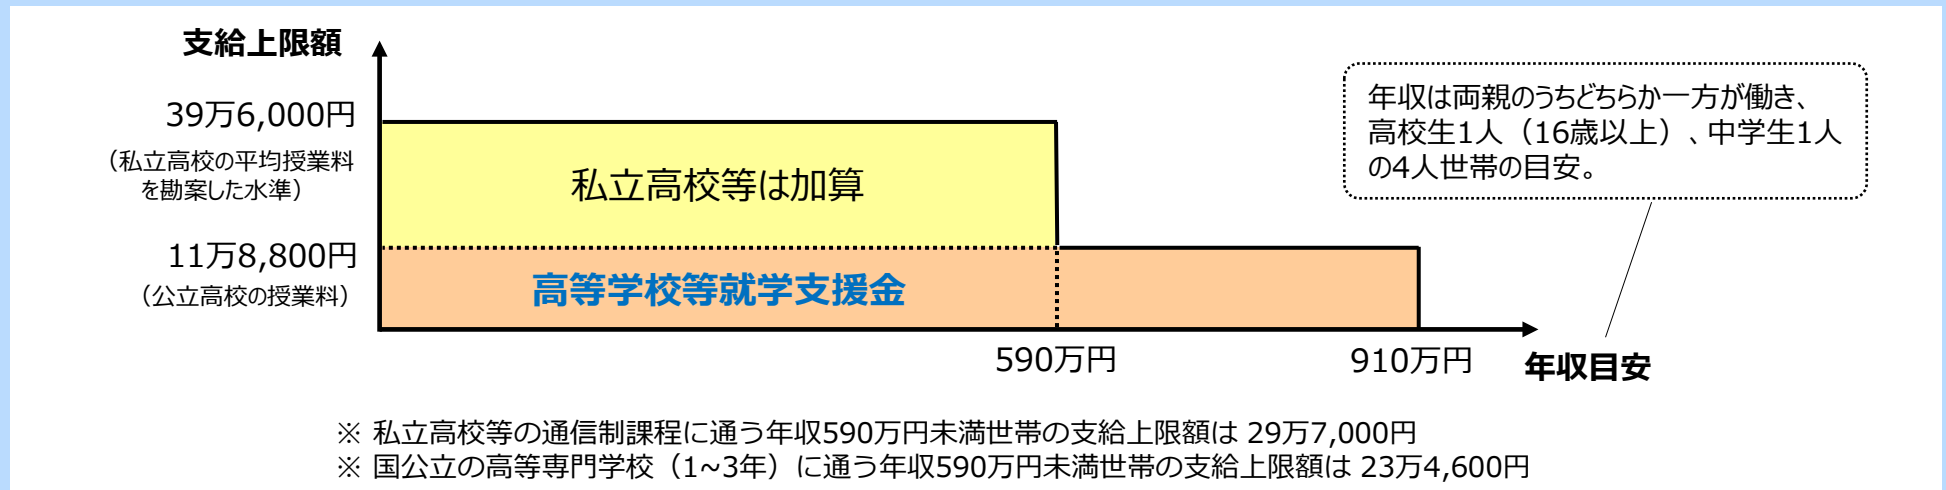 支給上限額
39万6,000円
（私立高校の平均授業料
を勘案した水準）
11万8,800円
（公立高校の授業料）
私立高校等は加算
高等学校等就学支援金
年収は両親のうちどちらか一方が働き、
高校生1人（16歳以上）、中学生1人
の4人世帯の目安。
590万円
910万円
年収目安
※ 私立高校等の通信制課程に通う年収590万円未満世帯の支給上限額は 29万7,000円
※ 国公立の高等専門学校（1~3年）に通う年収590万円未満世帯の支給上限額は 23万4,600円